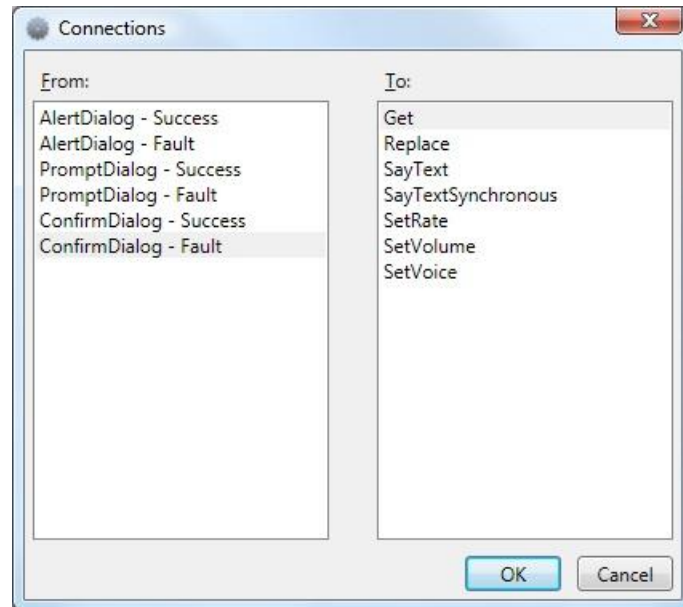 Connections
From:
AlertDialog - Success
AlertDialog - Fault
PromptDialog - Success
PromptDialog - Fault
ConfirmDialog - Success
ConfirmDialog - Fault
To:
Get
Replace
SayText
SayTextSynchronous
SetRate
SetVolume
SetVoice
OK
Cancel